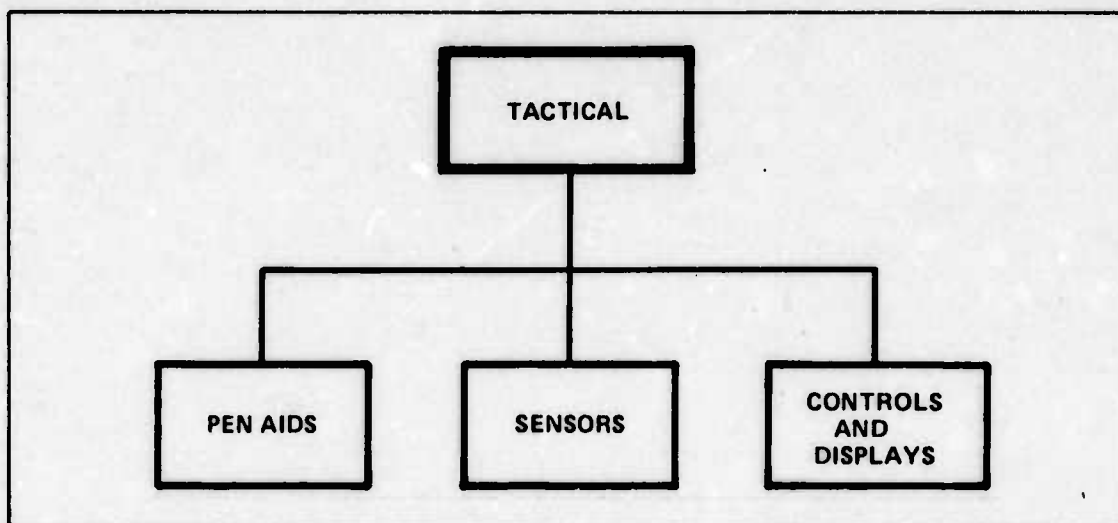 TACTICAL
PEN AIDS
SENSORS
CONTROLS
AND
DISPLAYS